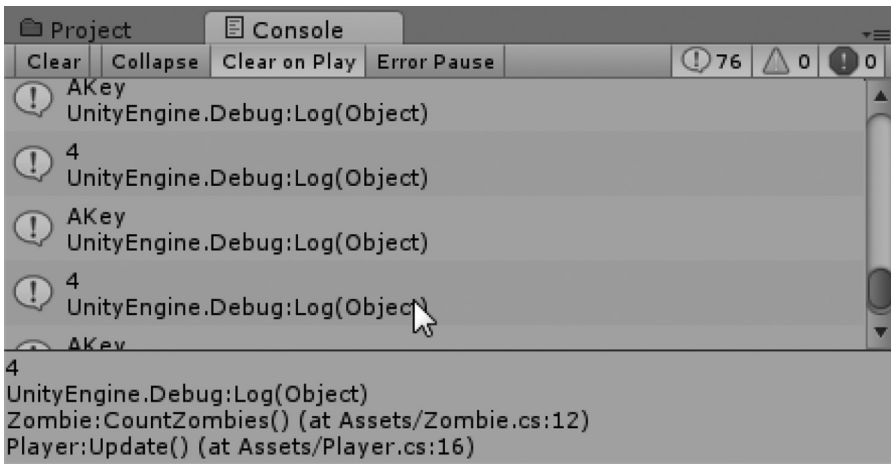 Project Console
Clear Collapse Clear on Play Error Pause 76 0 0
AKey
UnityEngine.Debug:Log(Object)
4
UnityEngine.Debug:Log(Object)
AKey
UnityEngine.Debug:Log(Object)
4
UnityEngine.Debug:Log(Object)
AKey
4
UnityEngine.Debug:Log(Object)
Zombie:CountZombies() (at Assets/Zombie.cs:12)
Player:Update() (at Assets/Player.cs:16)